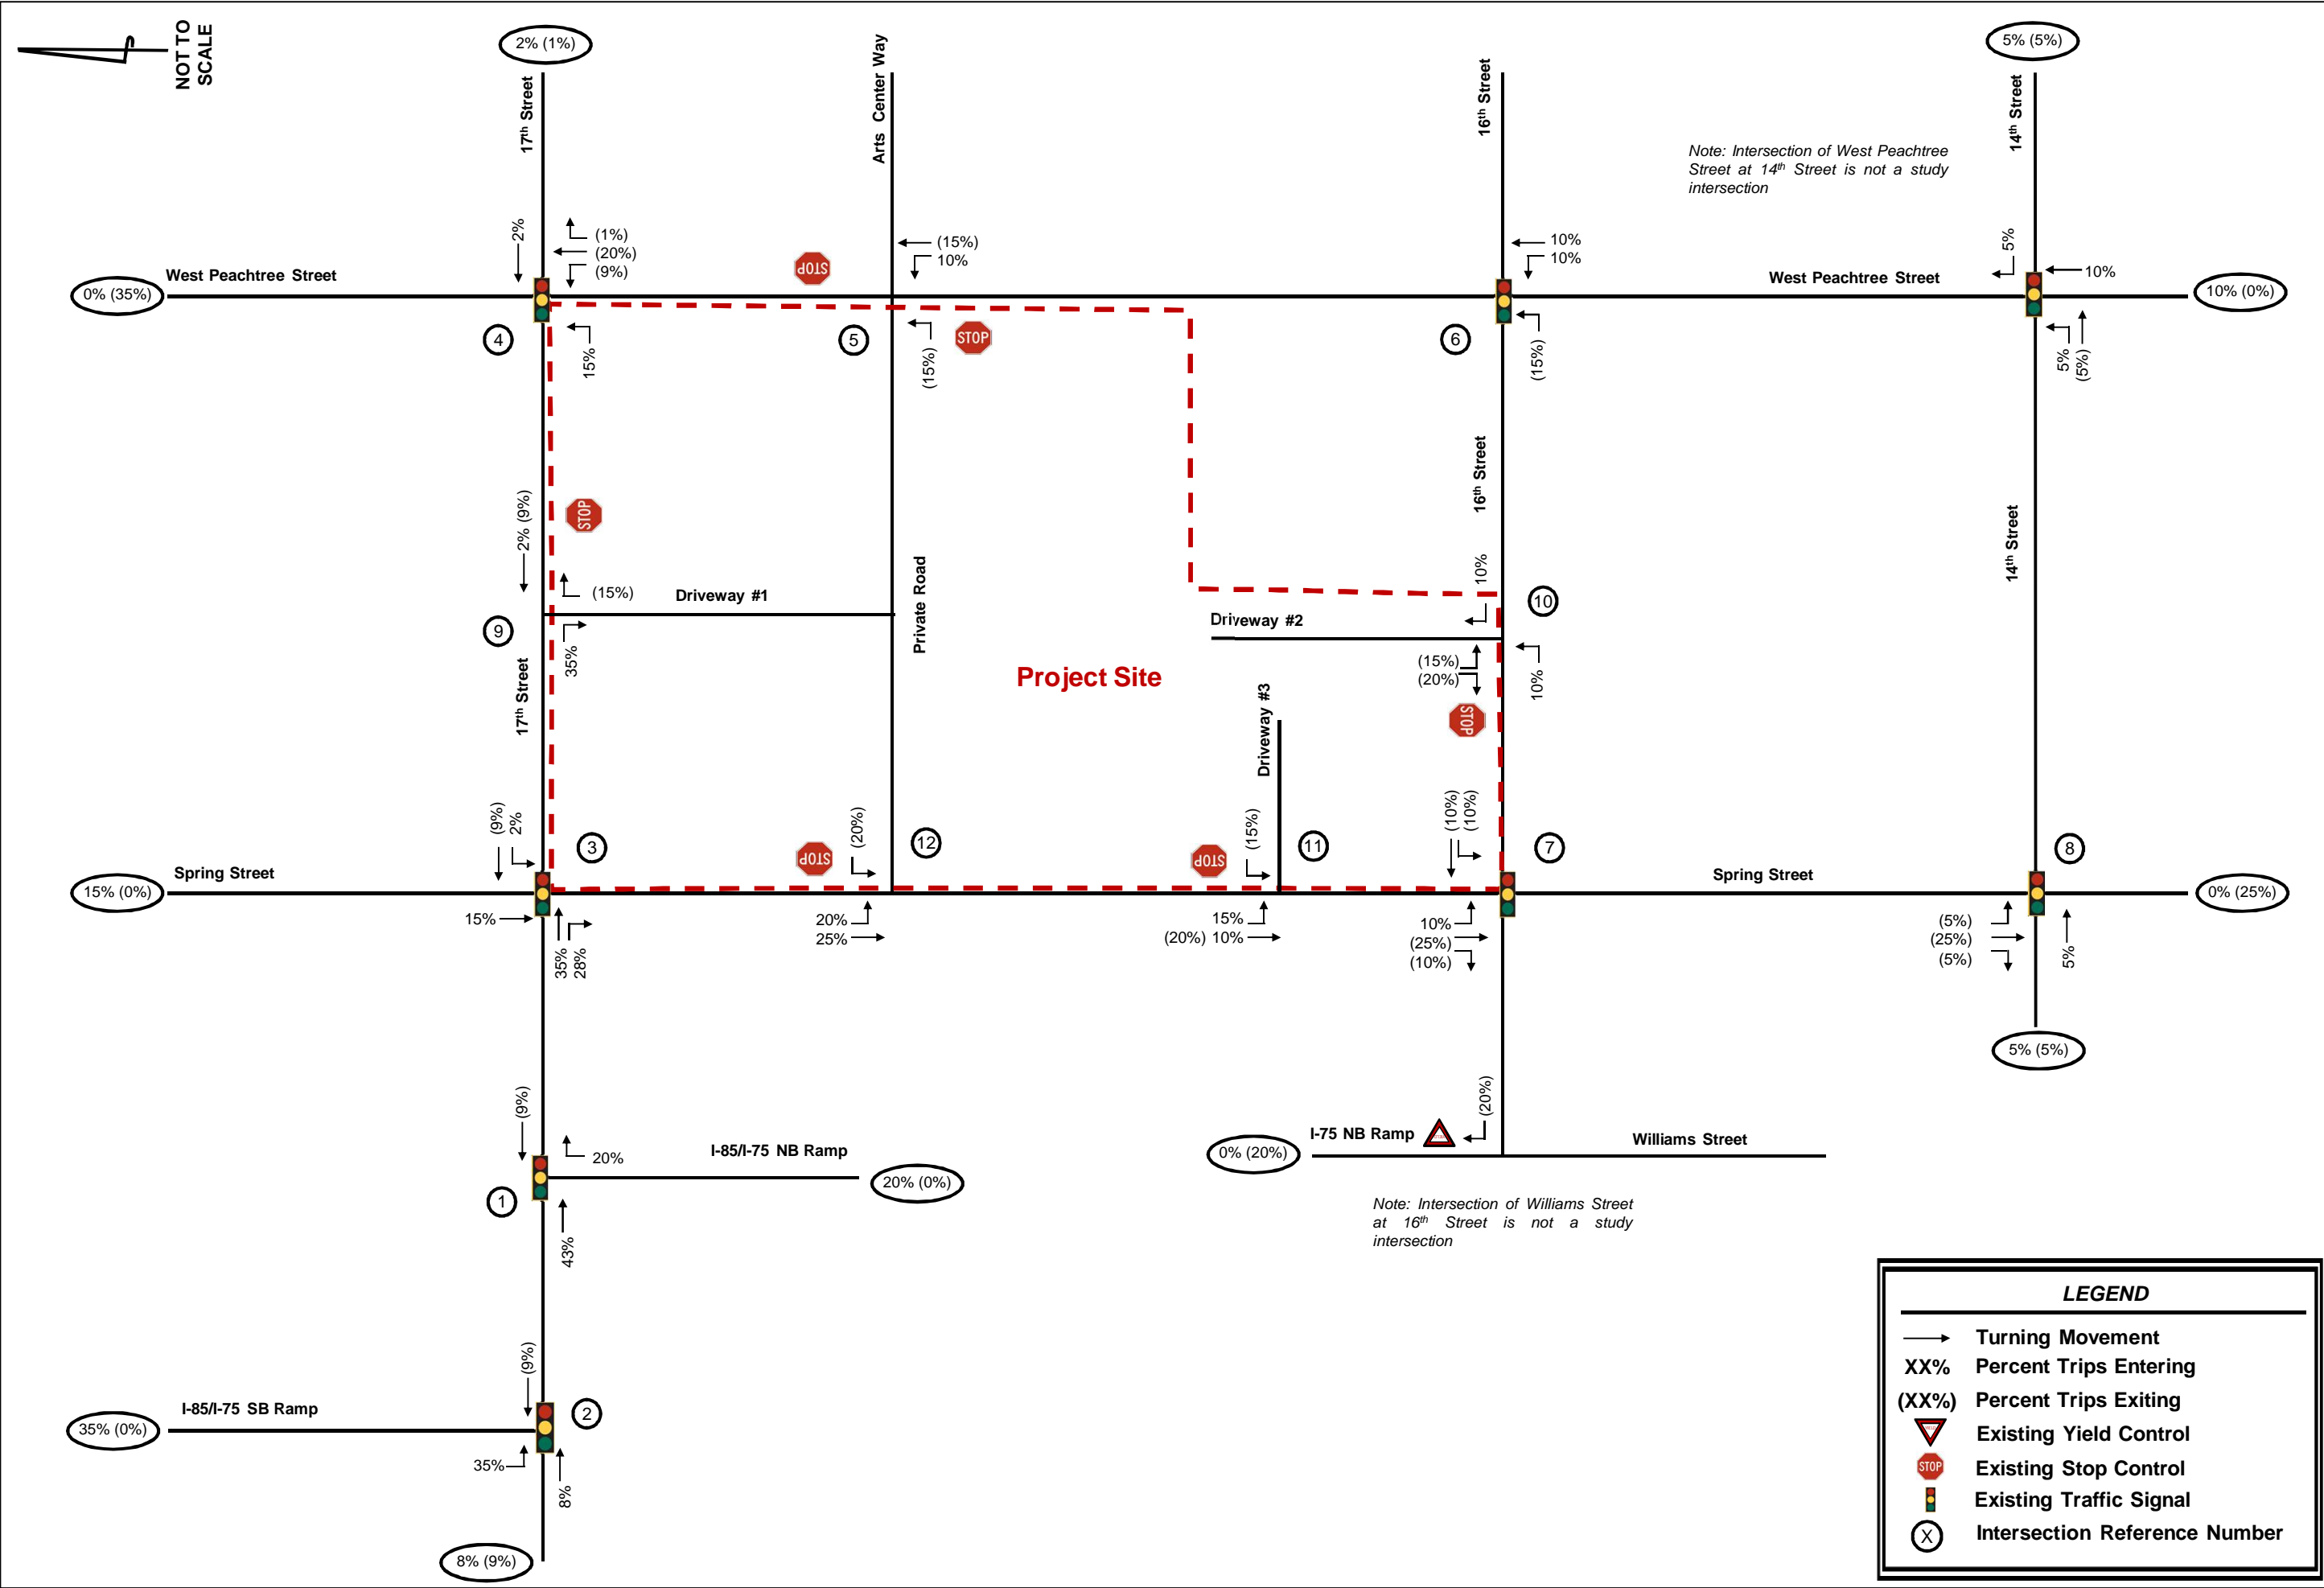 NOT TO
SCALE
2% (1%)
5% (5%)
17th Street
Arts Center Way
16th Street
14th Street
Note: Intersection of West Peachtree
Street at 14th Street is not a study
intersection
2%
(1%)
(20%)
(9%)
(15%)
10%
10%
10%
5%
10%
West Peachtree Street
STOP
West Peachtree Street
0% (35%)
10% (0%)
4
15%
5
(15%)
STOP
6
(15%)
5%
(5%)
16th Street
14th Street
2% (9%)
STOP
(15%)
Driveway #1
Private Road
10%
10
Driveway #2
9
35%
17th Street
Project Site
(15%)
(20%)
10%
STOP
Driveway #3
(9%)
2%
3
(20%)
12
(15%)
11
(10%)
(10%)
7
8
STOP
STOP
Spring Street
Spring Street
15% (0%)
0% (25%)
15%
35%
28%
20%
25%
15%
(20%) 10%
10%
(25%)
(10%)
(5%)
(25%)
(5%)
5%
5% (5%)
(9%)
20%
I-85/I-75 NB Ramp
20% (0%)
1
43%
(20%)
I-75 NB Ramp
Williams Street
0% (20%)
Note: Intersection of Williams Street
at 16th Street is not a study
intersection
(9%)
I-85/I-75 SB Ramp
2
35% (0%)
35%
8%
8% (9%)
LEGEND
Turning Movement
XX% Percent Trips Entering
(XX%) Percent Trips Exiting
Existing Yield Control
STOP Existing Stop Control
Existing Traffic Signal
X Intersection Reference Number